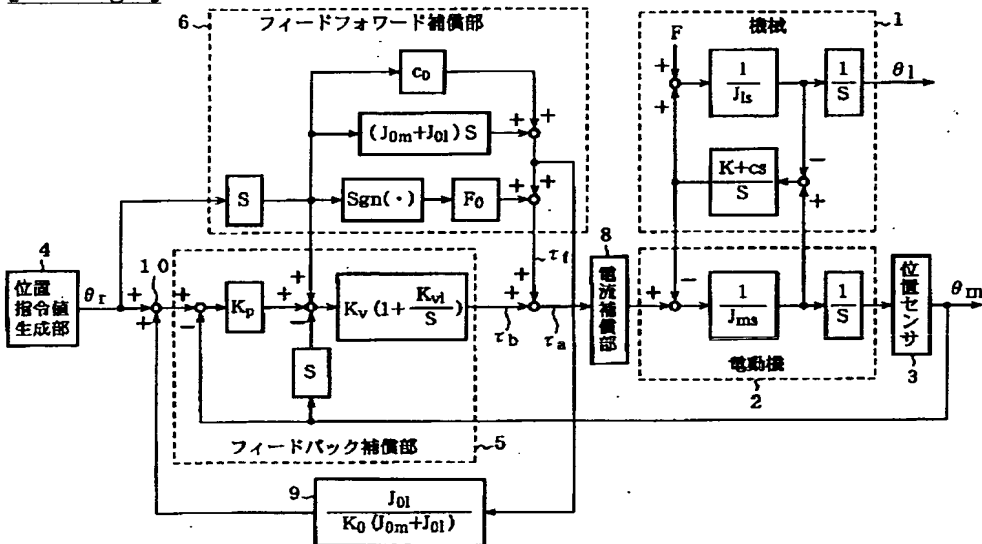 6
フィードフォワード補償部
c₀
(J₀m+J₀l)S
S
Sgn(・)
F₀
+
+
+
+
+
+
τf
機械
1
F
+
+
1
Jls
1
S
θl
K+cs
S
−
+
4
位置
指令値
生成部
θr
10
+
+
+
−
Kp
+
+
−
Kv(1+Kvi/S)
S
τb
τa
+
+
フィードバック補償部
5
8
電流補償部
+
−
1
Jms
1
S
電動機
2
位置センサ
3
θm
9
J₀l
K₀(J₀m+J₀l)